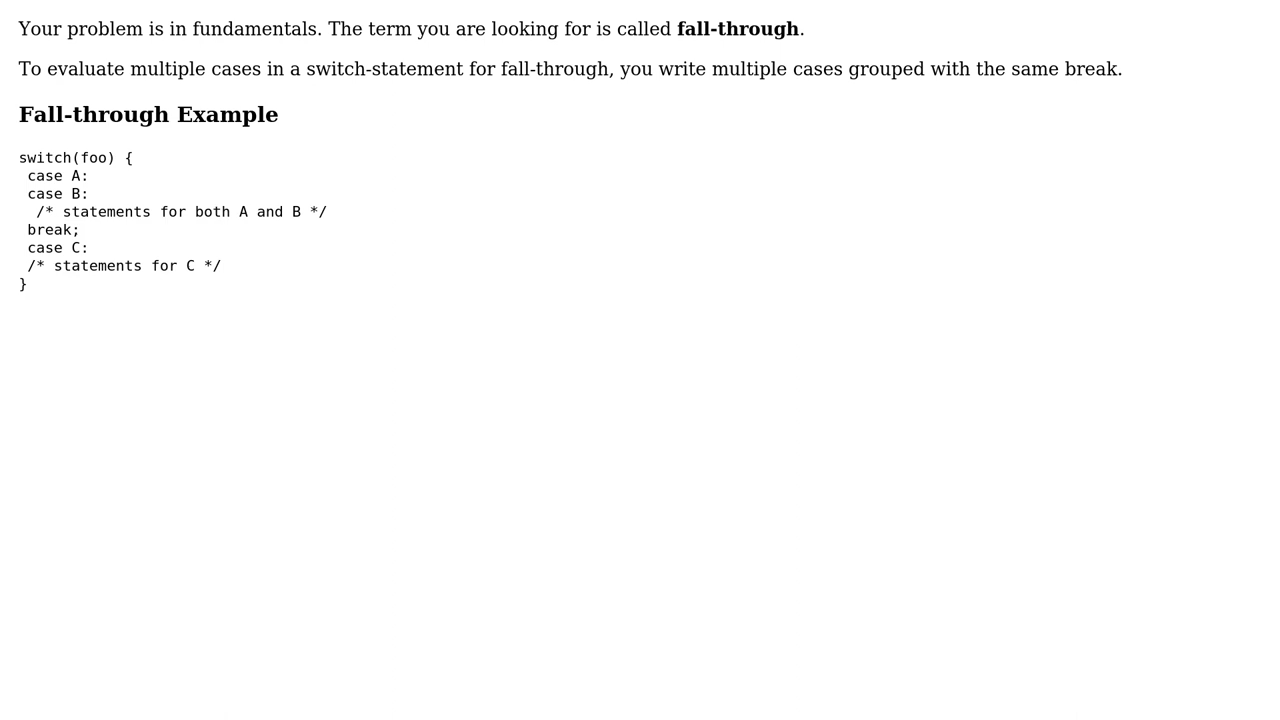 Your problem is in fundamentals. The term you are looking for is called fall-through.
To evaluate multiple cases in a switch-statement for fall-through, you write multiple cases grouped with the same break.
Fall-through Example
switch(foo) {
 case A:
 case B:
  /* statements for both A and B */
 break;
 case C:
 /* statements for C */
}